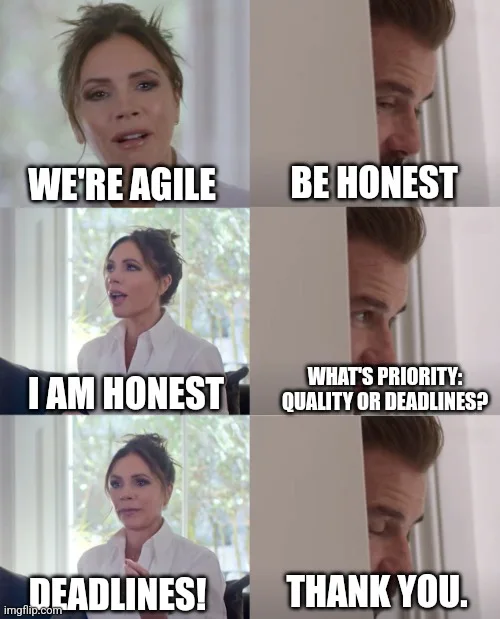 WE'RE AGILE
BE HONEST
I AM HONEST
WHAT'S PRIORITY:
QUALITY OR DEADLINES?
DEADLINES!
THANK YOU.
imgflip.com